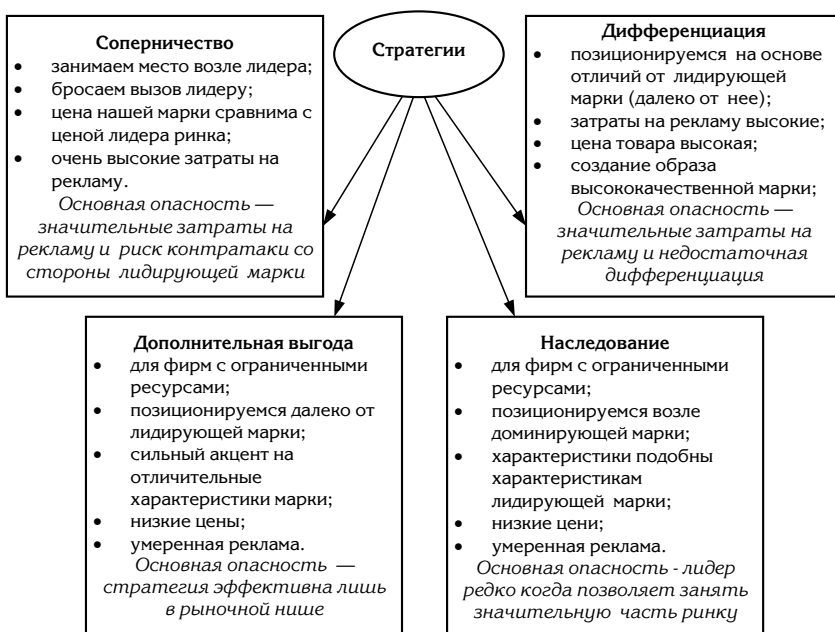 Стратегии
Соперничество
• занимаем место возле лидера;
• бросаем вызов лидеру;
• цена нашей марки сравнима с
ценой лидера ринка;
• очень высокие затраты на
рекламу.
Основная опасность —
значительные затраты на
рекламу и риск контратаки со
стороны лидирующей марки
Дифференциация
• позиционируемся на основе
отличий от лидирующей
марки (далеко от нее);
• затраты на рекламу высокие;
• цена товара высокая;
• создание образа
высококачественной марки;
Основная опасность —
значительные затраты на
рекламу и недостаточная
дифференциация
Дополнительная выгода
• для фирм с ограниченными
ресурсами;
• позиционируемся далеко от
лидирующей марки;
• сильный акцент на
отличительные
характеристики марки;
• низкие цены;
• умеренная реклама.
Основная опасность —
стратегия эффективна лишь
в рыночной нише
Наследование
• для фирм с ограниченными
ресурсами;
• позиционируемся возле
доминирующей марки;
• характеристики подобны
характеристикам
лидирующей марки;
• низкие цени;
• умеренная реклама.
Основная опасность - лидер
редко когда позволяет занять
значительную часть ринку